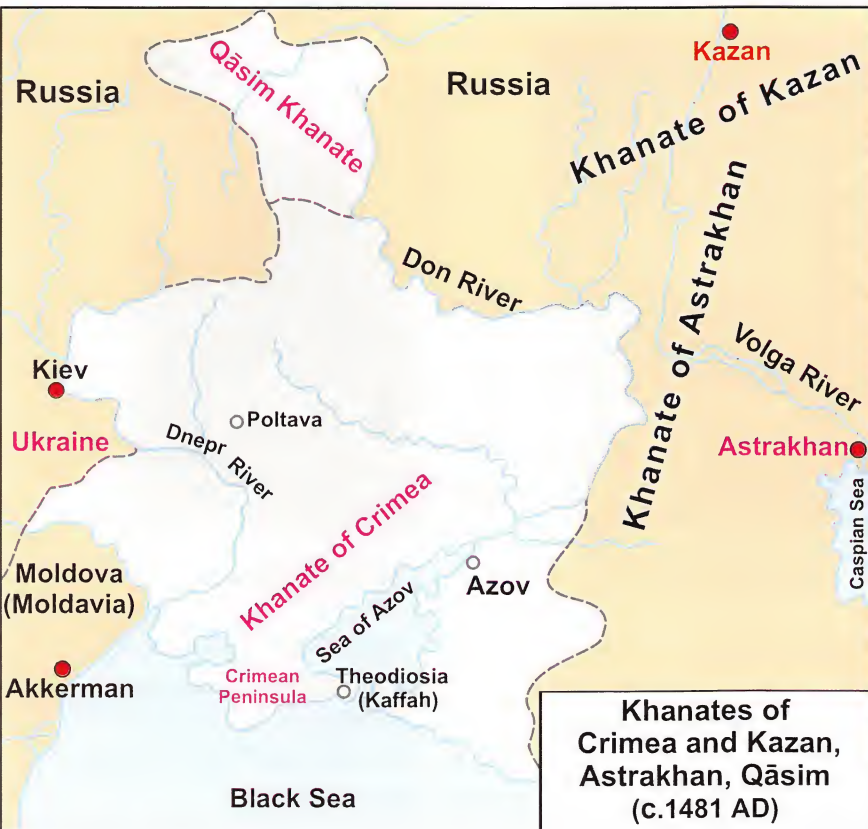 Qāsim Khanate
Kazan
Russia
Russia
Khanate of Kazan
Khanate of Astrakhan
Don River
Volga River
Kiev
Poltava
Dnepr River
Ukraine
Astrakhan
Khanate of Crimea
Caspian Sea
Moldova
(Moldavia)
Azov
Sea of Azov
Crimean
Peninsula
Theodiosia
(Kaffah)
Akkerman
Black Sea
Khanates of
Crimea and Kazan,
Astrakhan, Qāsim
(c.1481 AD)